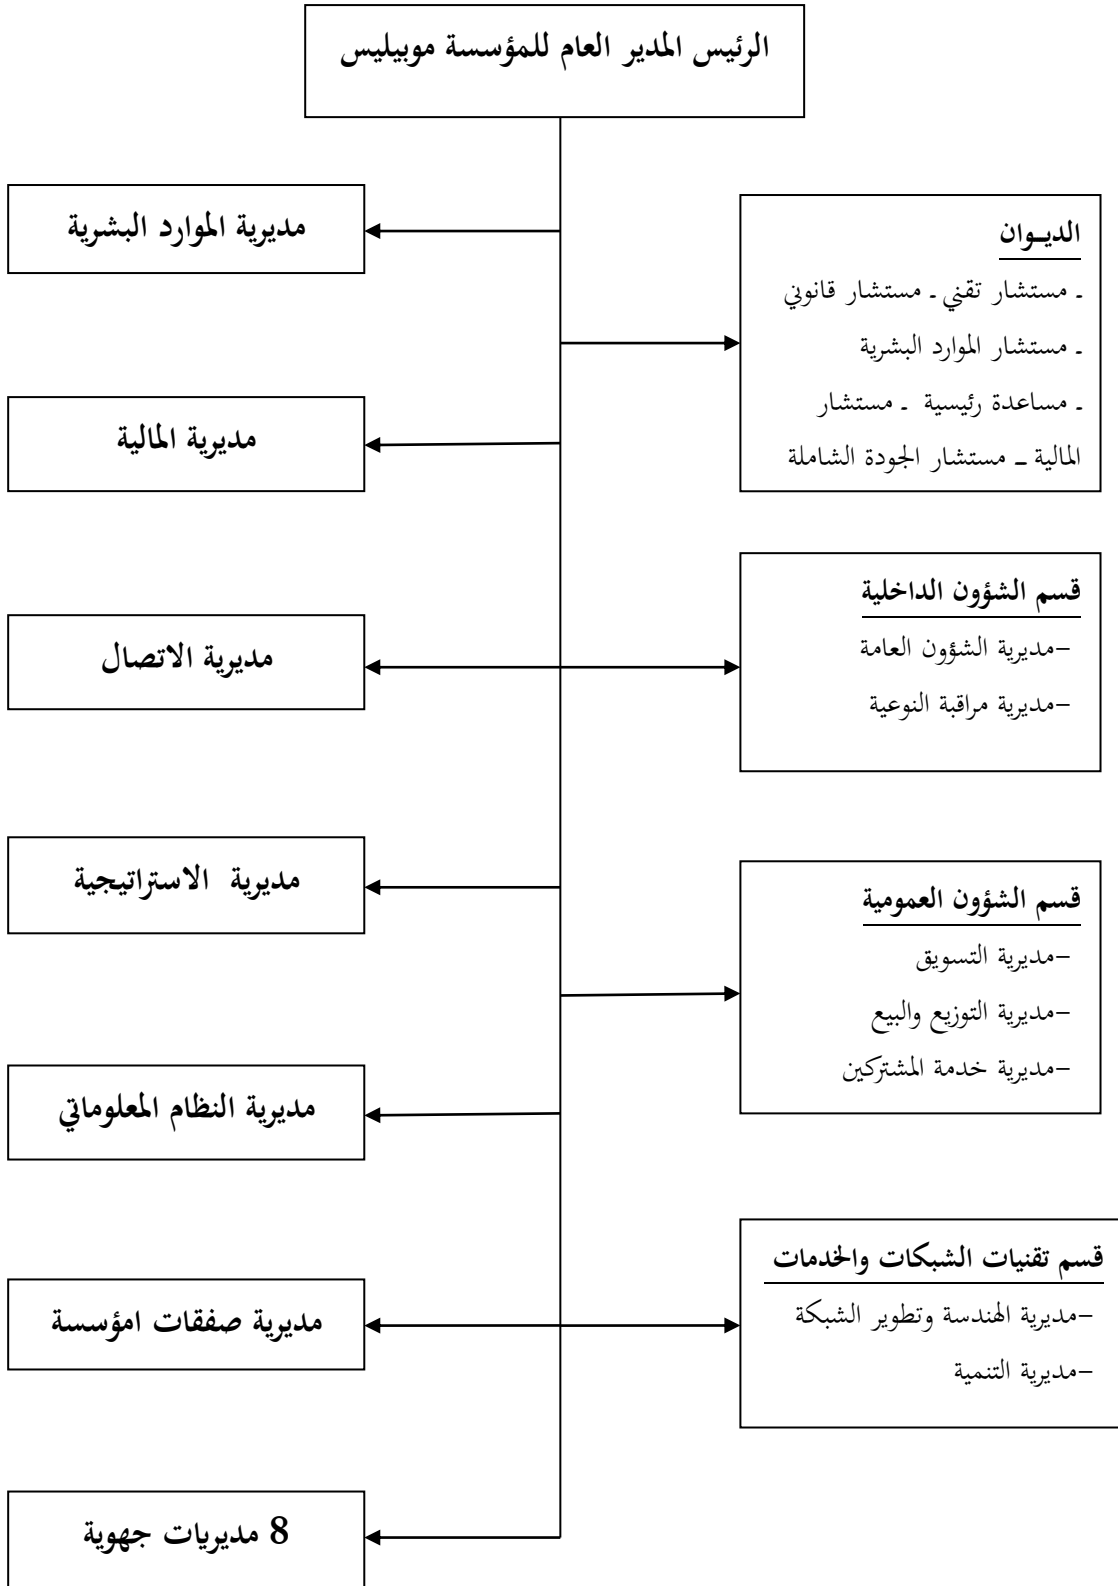 الرئيس المدير العام للمؤسسة موبيليس
الديـوان
ـ مستشار تقني ـ مستشار قانوني
ـ مستشار الموارد البشرية
ـ مساعدة رئيسية ـ مستشار
المالية ـ مستشار الجودة الشاملة
مديرية الموارد البشرية
مديرية المالية
قسم الشؤون الداخلية
-مديرية الشؤون العامة
-مديرية مراقبة النوعية
مديرية الاتصال
قسم الشؤون العمومية
-مديرية التسويق
-مديرية التوزيع والبيع
-مديرية خدمة المشتركين
مديرية الاستراتيجية
مديرية النظام المعلوماتي
قسم تقنيات الشبكات والخدمات
-مديرية الهندسة وتطوير الشبكة
-مديرية التنمية
مديرية صفقات امؤسسة
8 مديريات جهوية